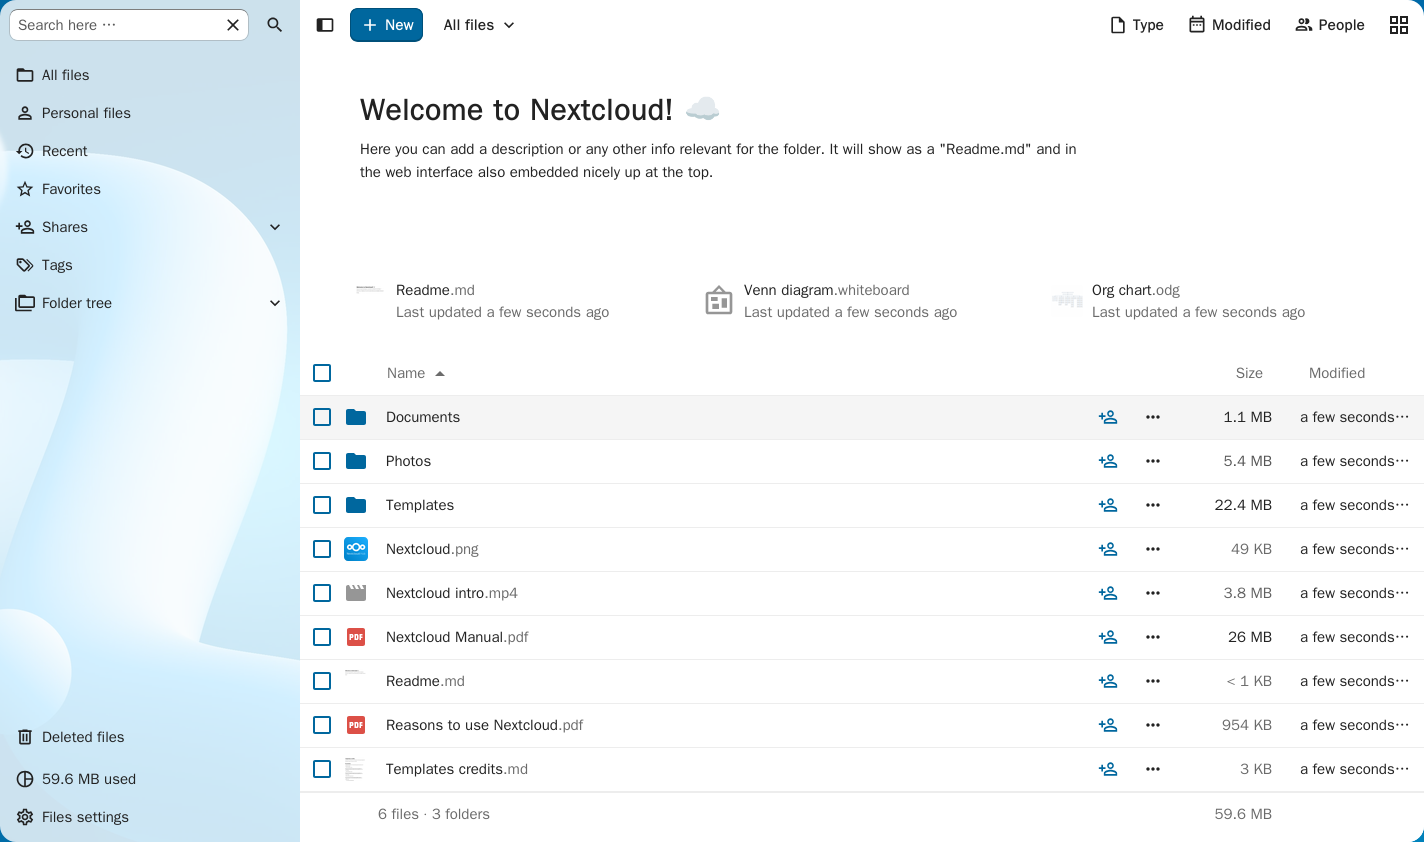 Search here …
New
All files
Type
Modified
People
All files
Personal files
Recent
Favorites
Shares
Tags
Folder tree
Deleted files
59.6 MB used
Files settings
Welcome to Nextcloud! ☁️
Here you can add a description or any other info relevant for the folder. It will show as a "Readme.md" and in
the web interface also embedded nicely up at the top.
Readme.md
Last updated a few seconds ago
Venn diagram.whiteboard
Last updated a few seconds ago
Org chart.odg
Last updated a few seconds ago
Name Size Modified
Documents 1.1 MB a few seconds…
Photos 5.4 MB a few seconds…
Templates 22.4 MB a few seconds…
Nextcloud.png 49 KB a few seconds…
Nextcloud intro.mp4 3.8 MB a few seconds…
PDF Nextcloud Manual.pdf 26 MB a few seconds…
Readme.md < 1 KB a few seconds…
PDF Reasons to use Nextcloud.pdf 954 KB a few seconds…
Templates credits.md 3 KB a few seconds…
6 files · 3 folders 59.6 MB